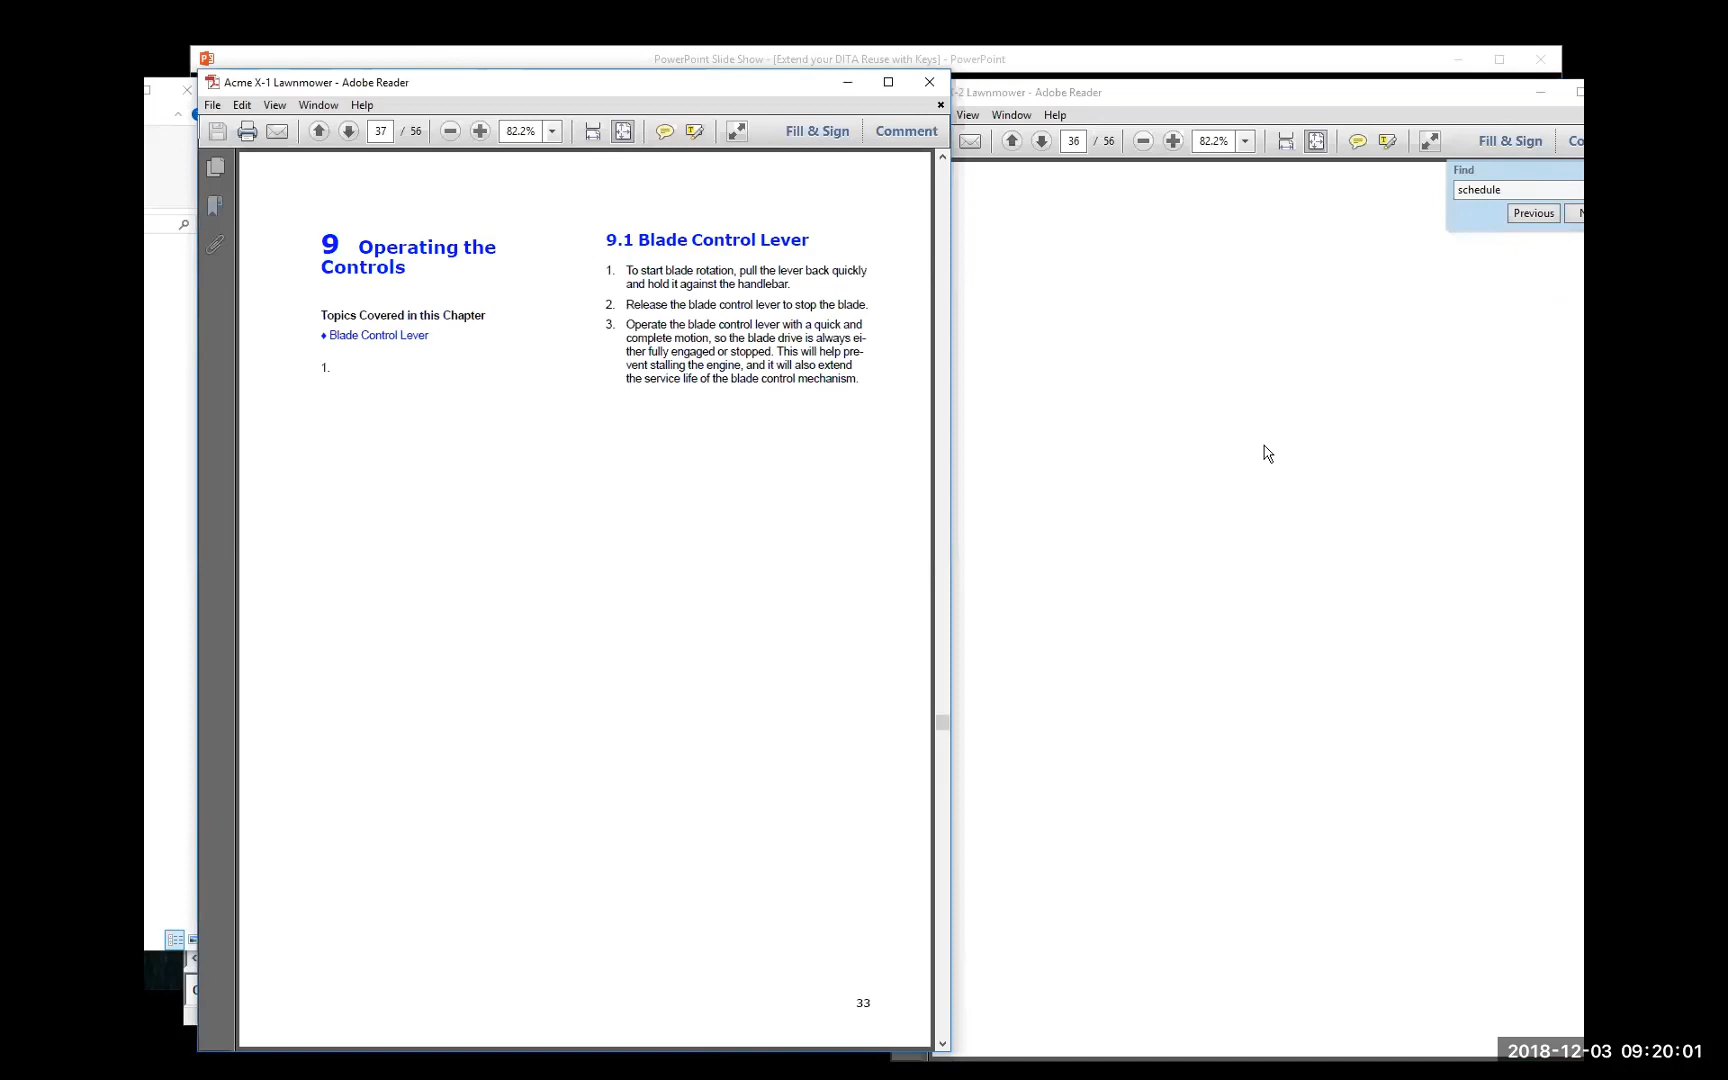 PowerPoint Slide Show - [Extend your DITA Reuse with Keys] - PowerPoint
Acme X-1 Lawnmower - Adobe Reader
-2 Lawnmower - Adobe Reader
File Edit View Window Help
View Window Help
37 / 56 82.2% Fill & Sign Comment
36 / 56 82.2% Fill & Sign Co
Find
schedule
Previous N
9 Operating the
Controls
Topics Covered in this Chapter
♦ Blade Control Lever
1.
9.1 Blade Control Lever
1. To start blade rotation, pull the lever back quickly
and hold it against the handlebar.
2. Release the blade control lever to stop the blade.
3. Operate the blade control lever with a quick and
complete motion, so the blade drive is always ei-
ther fully engaged or stopped. This will help pre-
vent stalling the engine, and it will also extend
the service life of the blade control mechanism.
33
2018-12-03 09:20:01